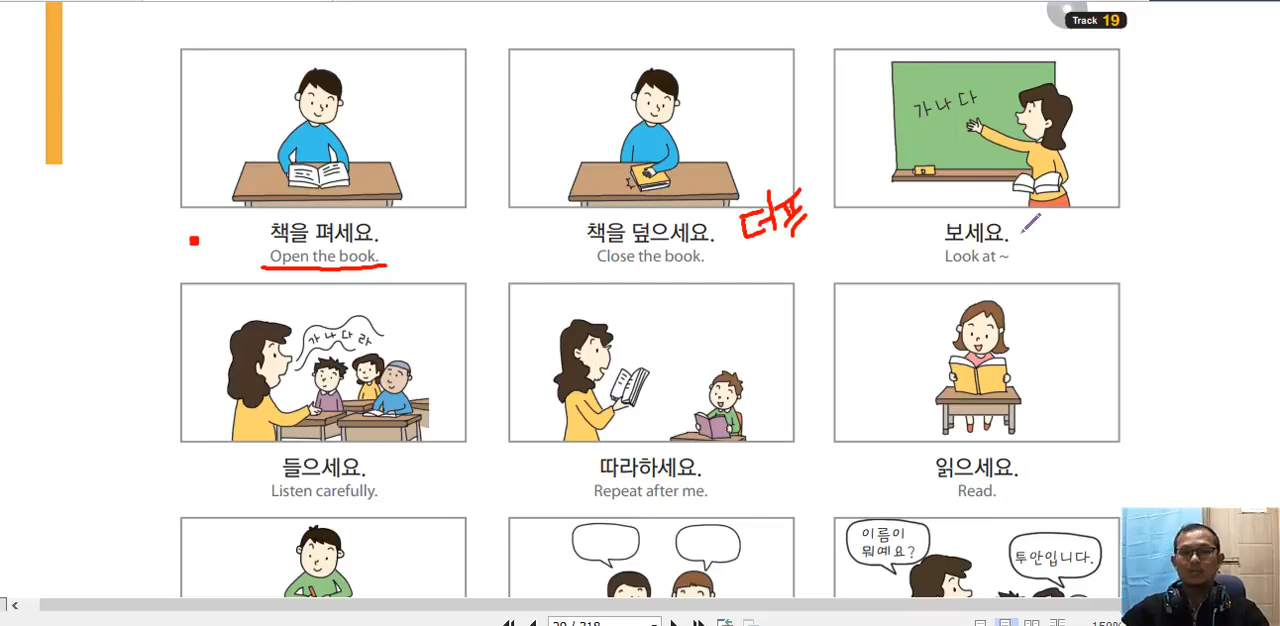 Track 19
가나다
책을 펴세요.
Open the book.
책을 덮으세요.
Close the book.
더프
보세요.
Look at ~
가나다라
들으세요.
Listen carefully.
따라하세요.
Repeat after me.
읽으세요.
Read.
이름이
뭐예요?
투안입니다.